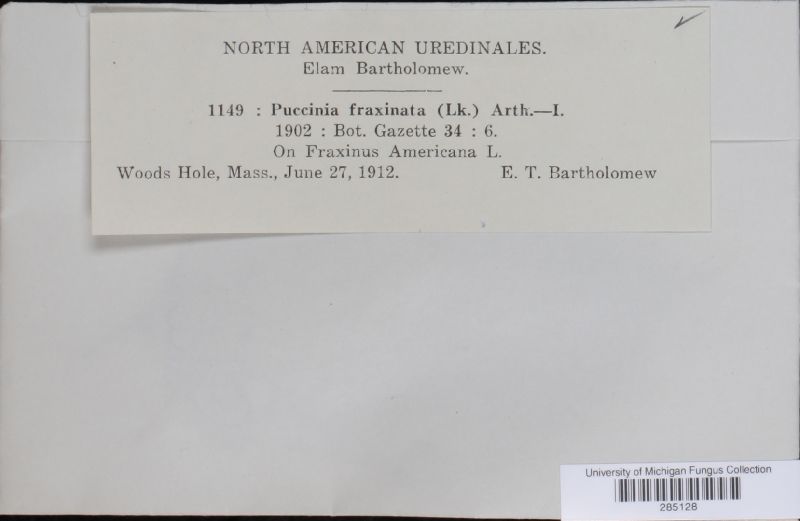 NORTH AMERICAN UREDINALES.
Elam Bartholomew.
1149 : Puccinia fraxinata (Lk.) Arth.—I.
1902 : Bot. Gazette 34 : 6.
On Fraxinus Americana L.
Woods Hole, Mass., June 27, 1912. E. T. Bartholomew
University of Michigan Fungus Collection
285128